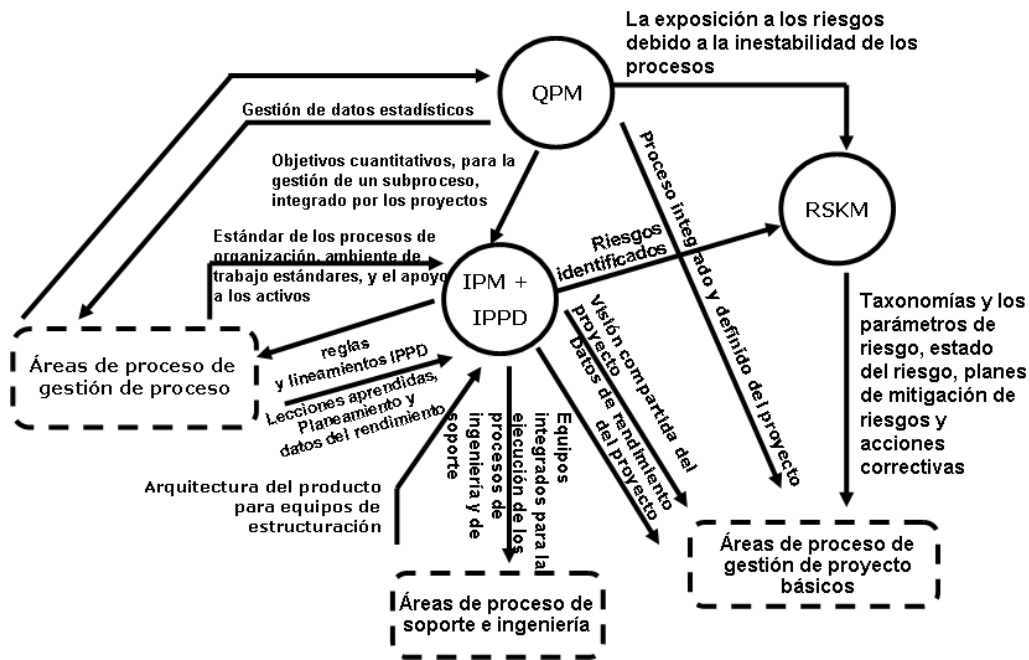 La exposición a los riesgos
debido a la inestabilidad de los
procesos
QPM
Gestión de datos estadísticos
Objetivos cuantitativos, para la
gestión de un subproceso,
integrado por los proyectos
Proceso integrado y definido del proyecto
RSKM
Estándar de los procesos de
organización, ambiente de
trabajo estándares, y el apoyo
a los activos
Riesgos
identificados
IPM +
IPPD
Taxonomías y los
parámetros de
riesgo, estado
del riesgo, planes
de mitigación de
riesgos y
acciones
correctivas
Áreas de proceso de
gestión de proceso
reglas
y lineamientos IPPD
Lecciones aprendidas,
Planeamiento y
datos del rendimiento
Visión compartida del
proyecto
Datos de rendimiento
del proyecto
Equipos
integrados para la
ejecución de los
procesos de
ingeniería y de
soporte
Arquitectura del producto
para equipos de
estructuración
Áreas de proceso de
gestión de proyecto
básicos
Áreas de proceso de
soporte e ingeniería